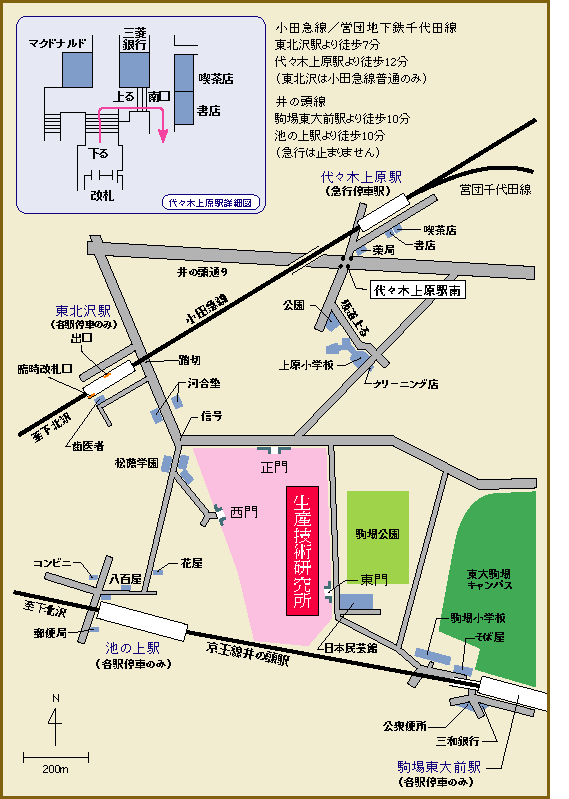 マクドナルド
三菱
銀行
喫茶店
書店
上る
南口
下る
改札
代々木上原駅詳細図
小田急線／営団地下鉄千代田線
東北沢駅より徒歩7分
代々木上原駅より徒歩12分
（東北沢は小田急線普通のみ）
井の頭線
駒場東大前駅より徒歩10分
池の上駅より徒歩10分
（急行は止まりません）
代々木上原駅
（急行停車駅）
営団千代田線
喫茶店
書店
薬局
井の頭通り
小田急線
代々木上原駅南
公園
坂道上る
上原小学校
クリーニング店
東北沢駅
（各駅停車のみ）
出口
臨時改札口
踏切
河合塾
至下北沢
歯医者
信号
松蔭学園
正門
西門
生産技術研究所
東門
駒場公園
東大駒場
キャンパス
コンビニ
八百屋
花屋
至下北沢
郵便局
池の上駅
（各駅停車のみ）
京王線井の頭駅
日本民芸館
駒場小学校
そば屋
公衆便所
三和銀行
駒場東大前駅
（各駅停車のみ）
N
200m